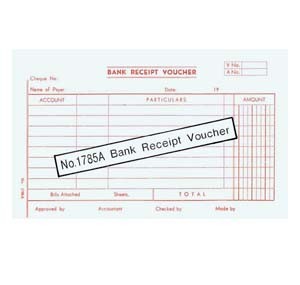 BANK RECEIPT VOUCHER
V No.
A No.
Cheque No:
Name of Payer: Date: 19
ACCOUNT PARTICULARS AMOUNT
No.1785A Bank Receipt Voucher
Bills Attached Sheets, TOTAL
Approved by Accountant Checked by Made by